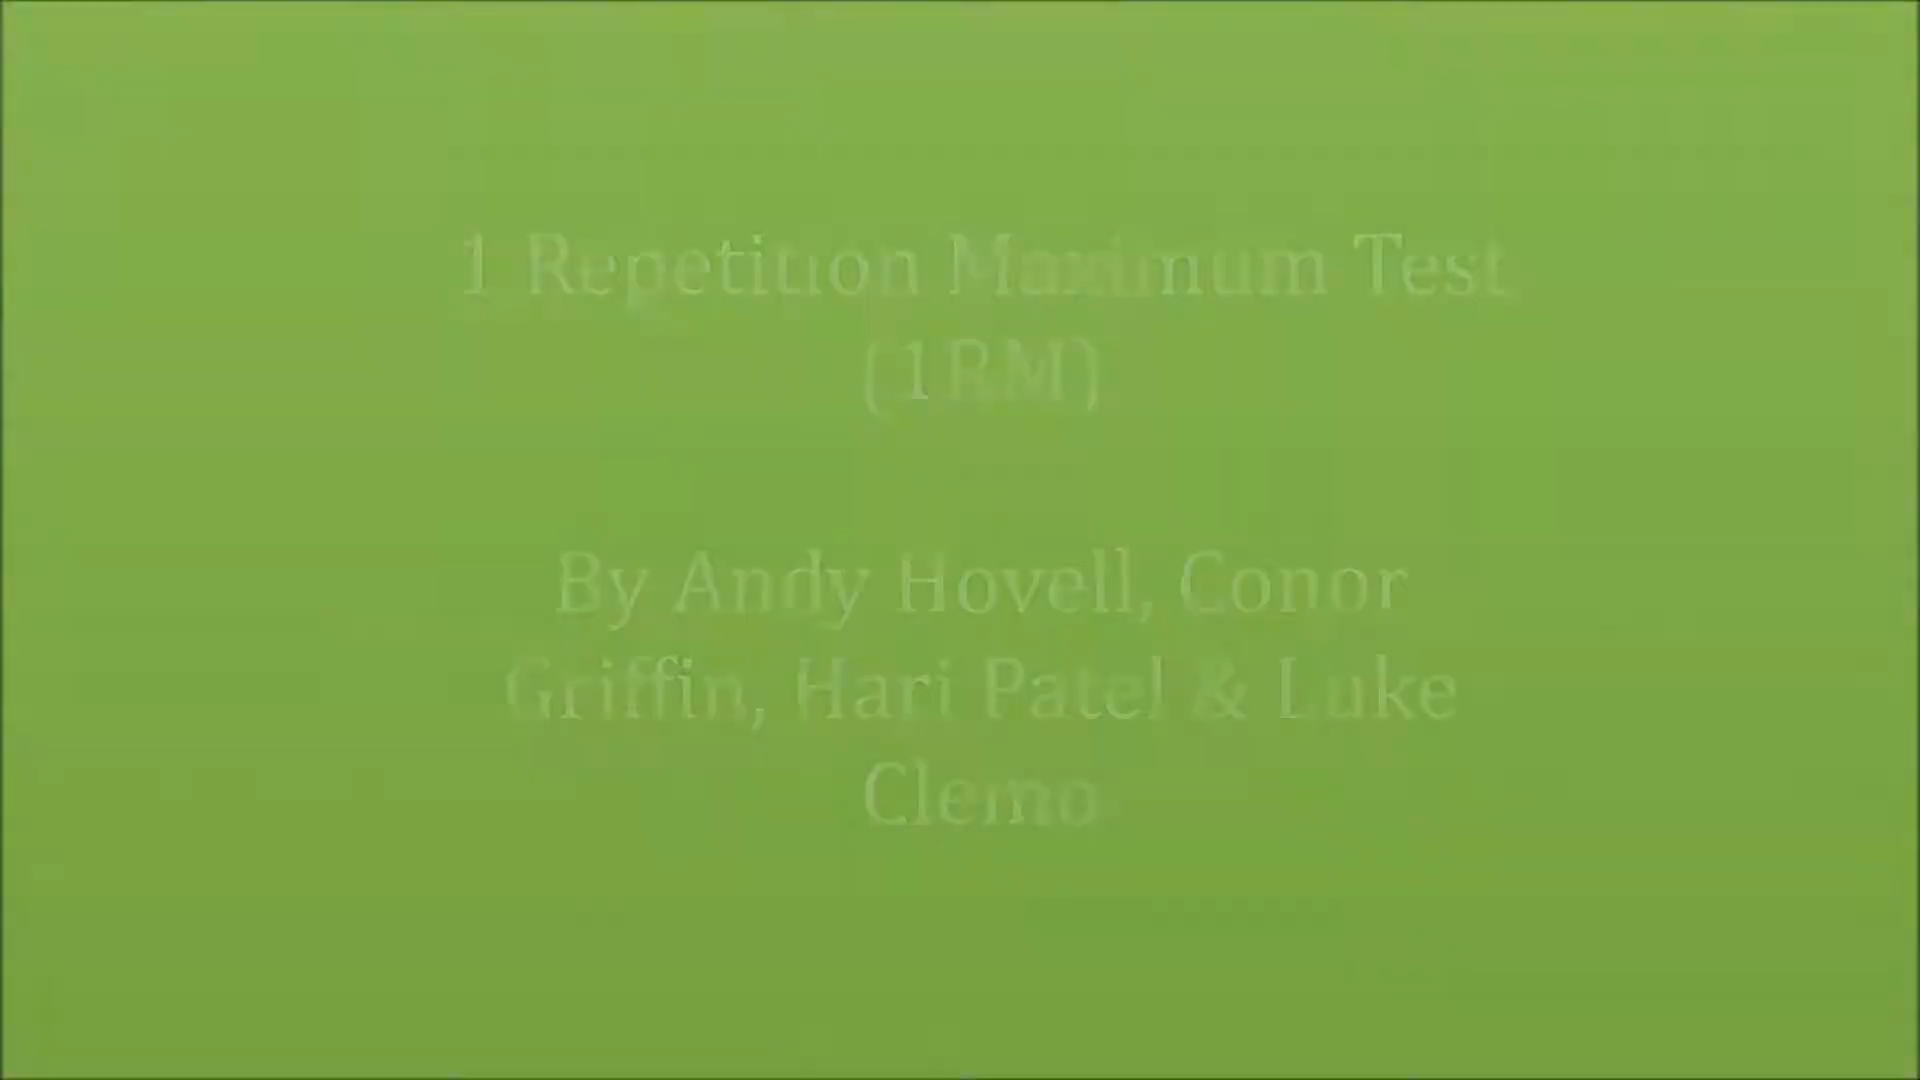 1 Repetition Maximum Test
(1RM)
By Andy Hovell, Conor
Griffin, Hari Patel & Luke
Clemo